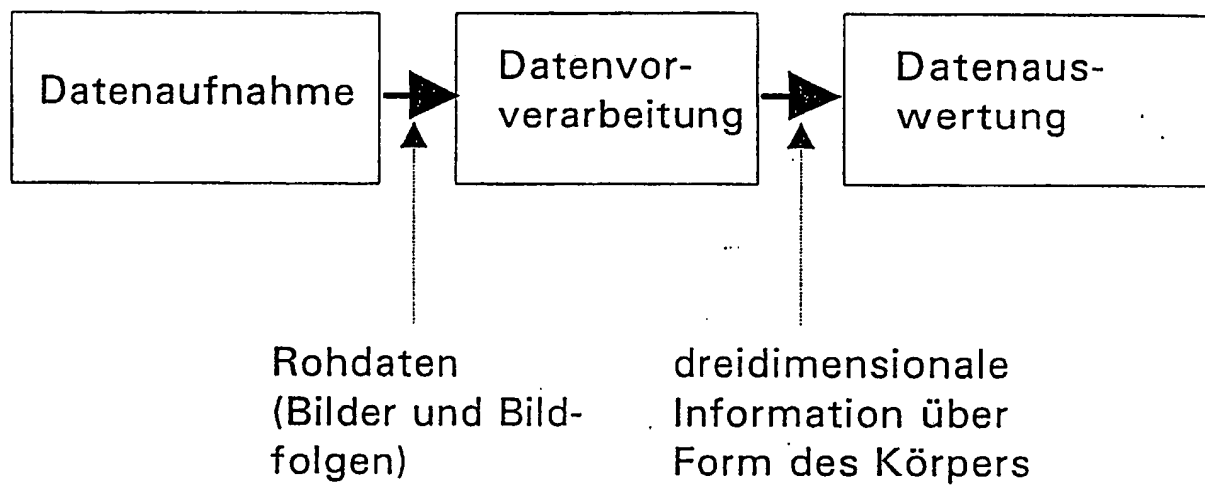 Datenaufnahme
Datenvor-
verarbeitung
Datenaus-
wertung
Rohdaten
(Bilder und Bild-
folgen)
dreidimensionale
Information über
Form des Körpers